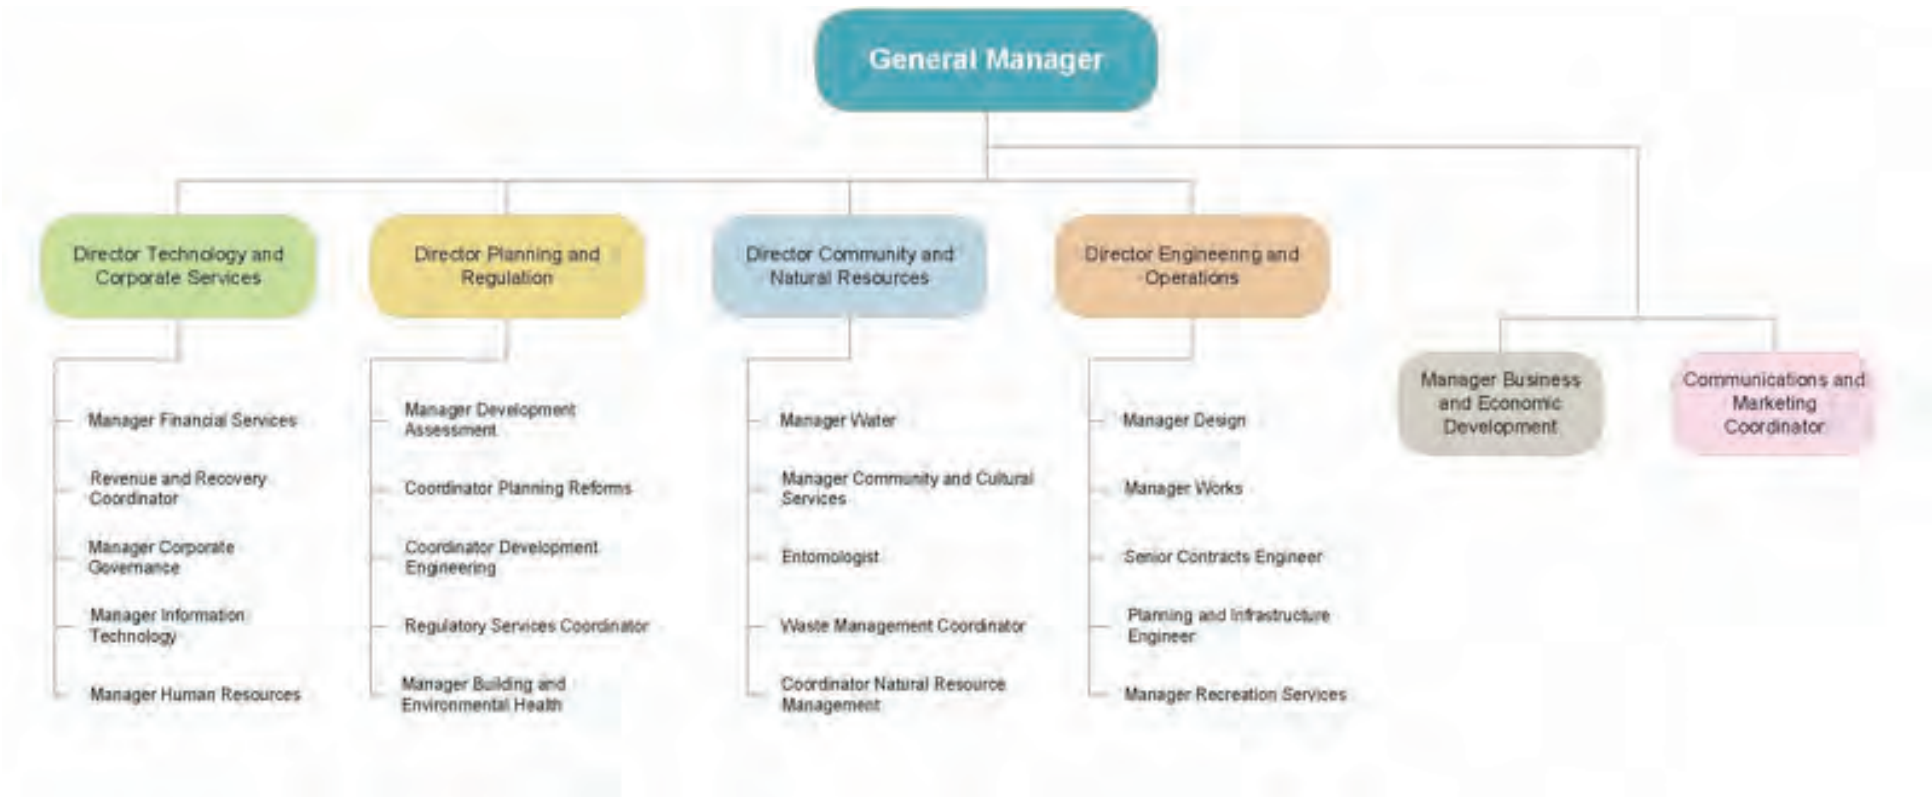 General Manager
Director Technology and
Corporate Services
Director Planning and
Regulation
Director Community and
Natural Resources
Director Engineering and
Operations
Manager Business
and Economic
Development
Communications and
Marketing
Coordinator
Manager Financial Services
Revenue and Recovery
Coordinator
Manager Corporate
Governance
Manager Information
Technology
Manager Human Resources
Manager Development
Assessment
Coordinator Planning Reforms
Coordinator Development
Engineering
Regulatory Services Coordinator
Manager Building and
Environmental Health
Manager Water
Manager Community and Cultural
Services
Entomologist
Waste Management Coordinator
Coordinator Natural Resource
Management
Manager Design
Manager Works
Senior Contracts Engineer
Planning and Infrastructure
Engineer
Manager Recreation Services